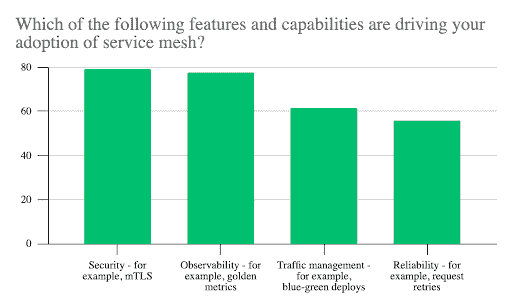 Which of the following features and capabilities are driving your
adoption of service mesh?
80
60
40
20
0
Security - for
example, mTLS
Observability - for
example, golden
metrics
Traffic management -
for example,
blue-green deploys
Reliability - for
example, request
retries